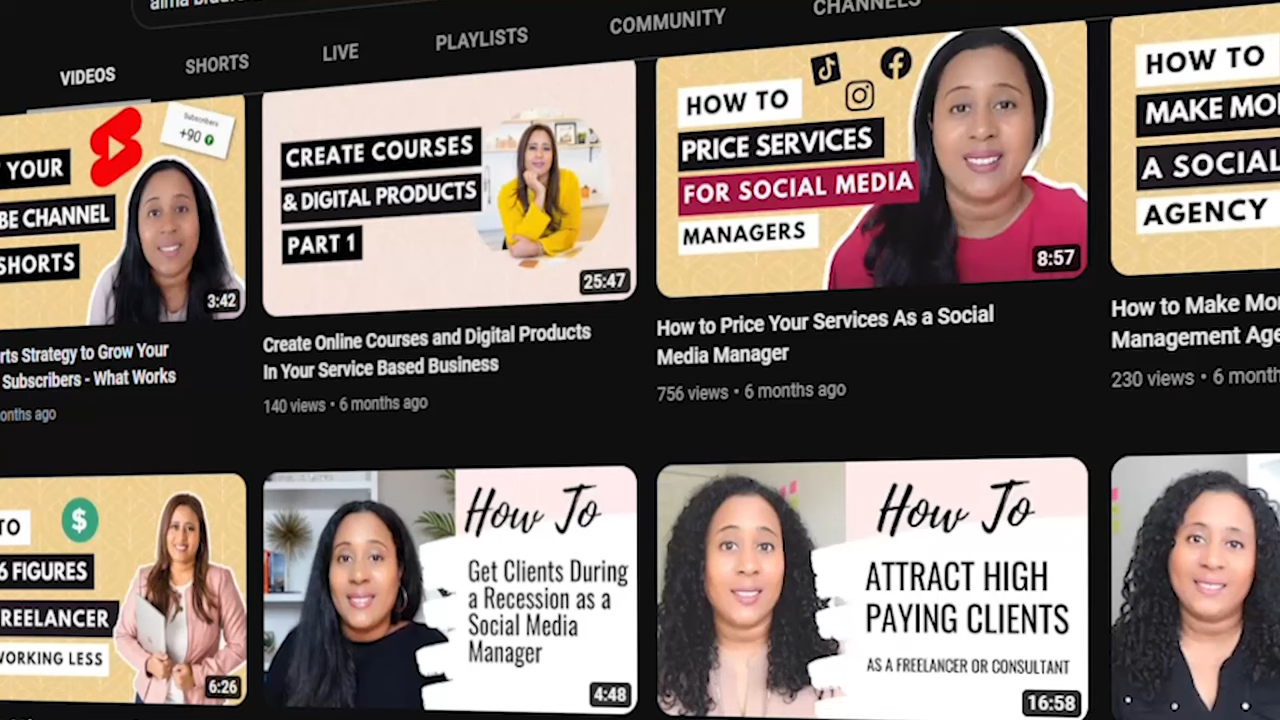 VIDEOS
SHORTS
LIVE
PLAYLISTS
COMMUNITY
CHANNELS
YOUR
BE CHANNEL
SHORTS
Subscribers
+90
3:42
rts Strategy to Grow Your
Subscribers - What Works
onths ago
CREATE COURSES
& DIGITAL PRODUCTS
PART 1
25:47
Create Online Courses and Digital Products
In Your Service Based Business
140 views • 6 months ago
HOW TO
PRICE SERVICES
FOR SOCIAL MEDIA
MANAGERS
8:57
How to Price Your Services As a Social
Media Manager
756 views • 6 months ago
HOW TO
MAKE MO
A SOCIAL
AGENCY
How to Make Mo
Management Age
230 views • 6 month
TO
$
6 FIGURES
REELANCER
WORKING LESS
6:26
How To
Get Clients During
a Recession as a
Social Media
Manager
4:48
How To
ATTRACT HIGH
PAYING CLIENTS
AS A FREELANCER OR CONSULTANT
16:58